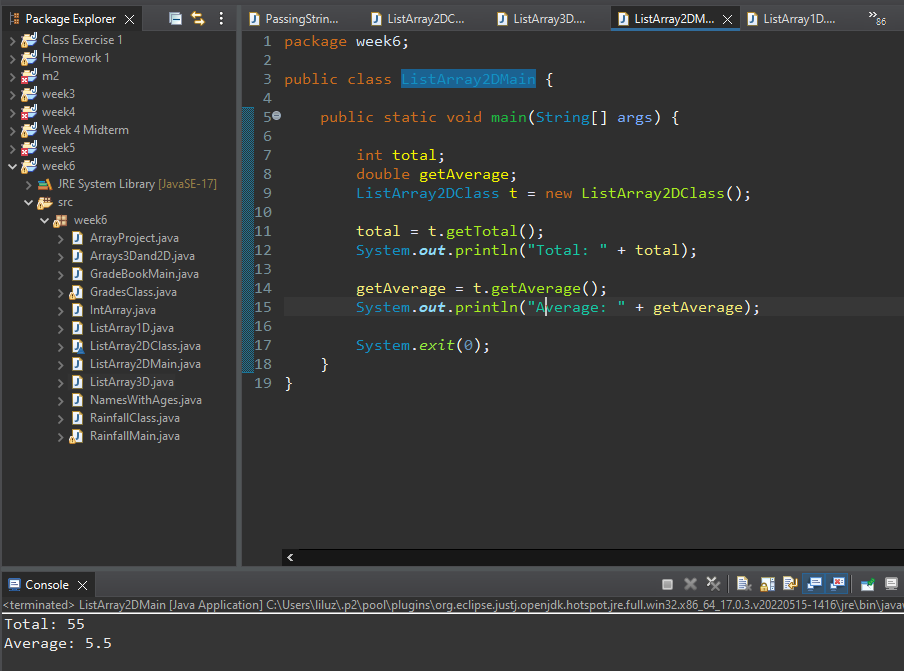 Package Explorer
Class Exercise 1
Homework 1
m2
week3
week4
Week 4 Midterm
week5
week6
JRE System Library [JavaSE-17]
src
week6
ArrayProject.java
Arrays3Dand2D.java
GradeBookMain.java
GradesClass.java
IntArray.java
ListArray1D.java
ListArray2DClass.java
ListArray2DMain.java
ListArray3D.java
NamesWithAges.java
RainfallClass.java
RainfallMain.java
PassingStrin... ListArray2DC... ListArray3D.... ListArray2DM... ListArray1D.... »86
1 package week6;
2
3 public class ListArray2DMain {
4
5 public static void main(String[] args) {
6
7 int total;
8 double getAverage;
9 ListArray2DClass t = new ListArray2DClass();
10
11 total = t.getTotal();
12 System.out.println("Total: " + total);
13
14 getAverage = t.getAverage();
15 System.out.println("Average: " + getAverage);
16
17 System.exit(0);
18 }
19 }
Console
<terminated> ListArray2DMain [Java Application] C:\Users\liluz\.p2\pool\plugins\org.eclipse.justj.openjdk.hotspot.jre.full.win32.x86_64_17.0.3.v20220515-1416\jre\bin\javaw
Total: 55
Average: 5.5